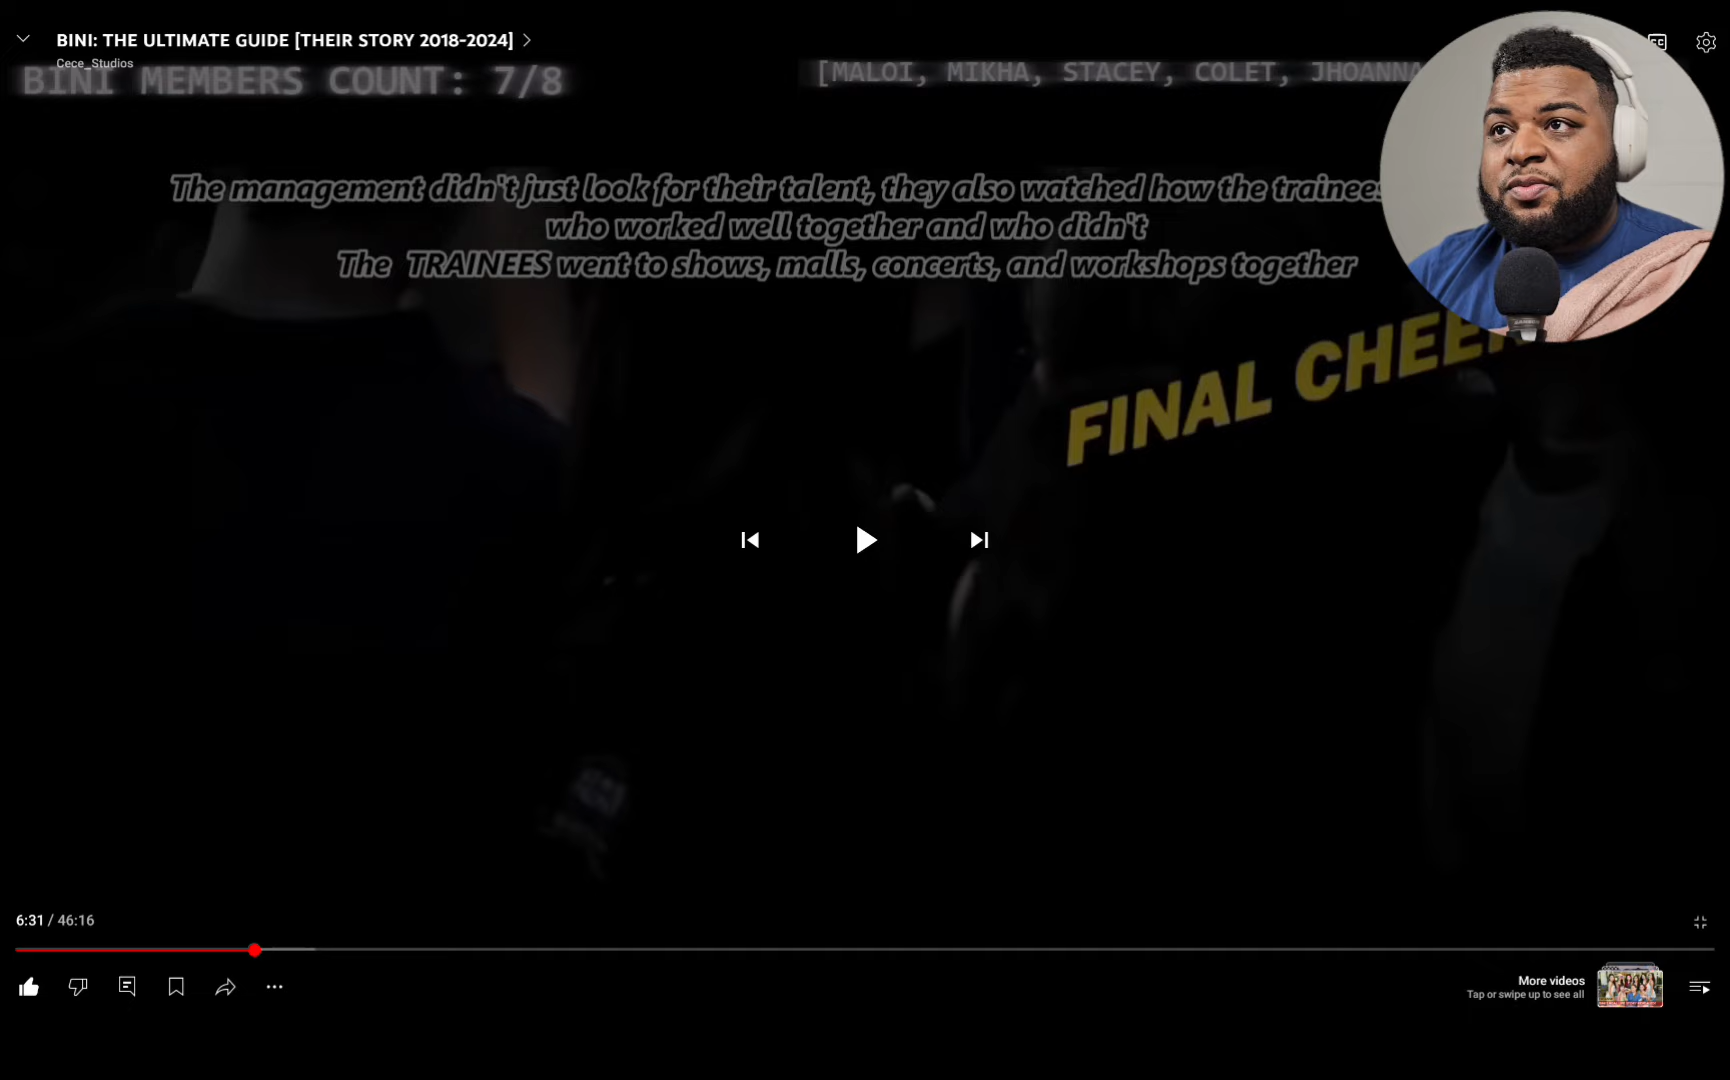 BINI: THE ULTIMATE GUIDE [THEIR STORY 2018-2024]
Cece_Studios
BINI MEMBERS COUNT: 7/8
[MALOI, MIKHA, STACEY, COLET, JHOANNA
CC
The management didn't just look for their talent, they also watched how the trainees
who worked well together and who didn't
The TRAINEES went to shows, malls, concerts, and workshops together
FINAL CHEER
6:31 / 46:16
More videos
Tap or swipe up to see all